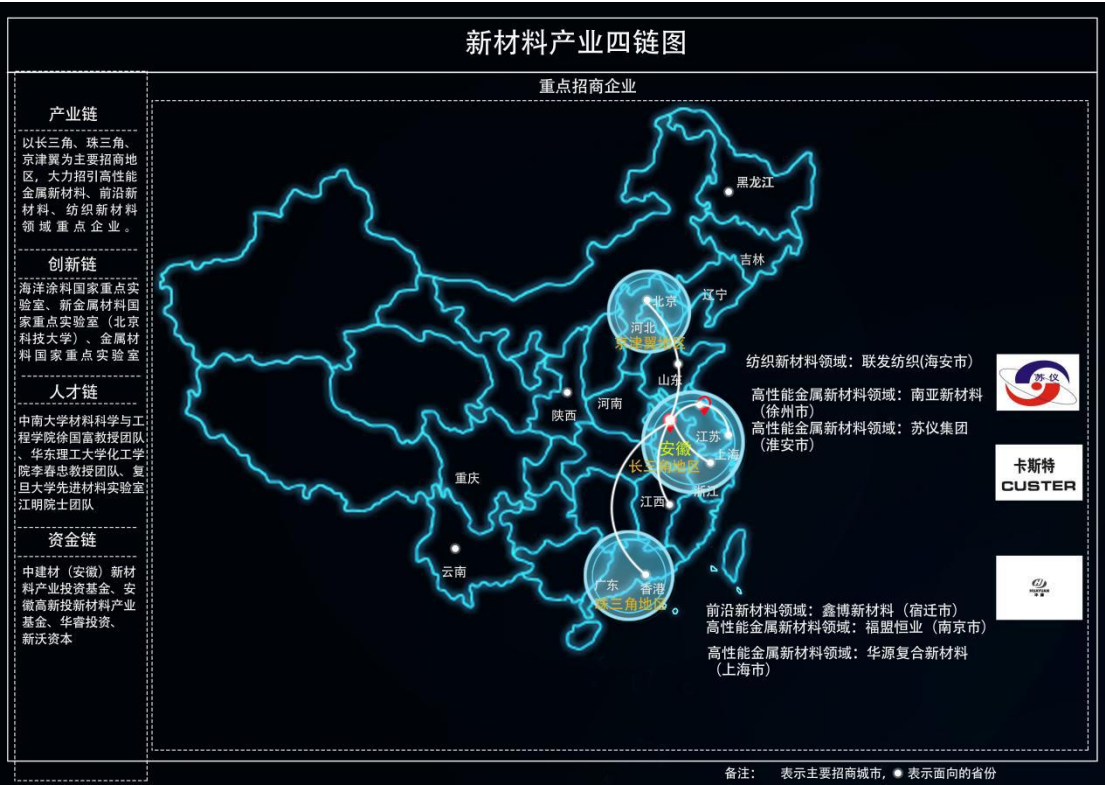 新材料产业四链图
产业链
以长三角、珠三角、
京津翼为主要招商地
区，大力招引高性能
金属新材料、前沿新
材料、纺织新材料
领域重点企业。
创新链
海洋涂料国家重点实
验室、新金属材料国
家重点实验室（北京
科技大学）、金属材
料国家重点实验室
人才链
中南大学材料科学与工
程学院徐国富教授团队
、华东理工大学化工学
院李春忠教授团队、复
旦大学先进材料实验室
江明院士团队
资金链
中建材（安徽）新材
料产业投资基金、安
徽高新投新材料产业
基金、华睿投资、
新沃资本
重点招商企业
黑龙江
吉林
辽宁
北京
河北
京津翼地区
山东
河南
陕西
江苏
安徽
上海
长三角地区
浙江
重庆
江西
云南
广东
香港
珠三角地区
纺织新材料领域：联发纺织(海安市）
高性能金属新材料领域：南亚新材料
（徐州市）
高性能金属新材料领域：苏仪集团
（淮安市）
苏仪
卡斯特
CUSTER
前沿新材料领域：鑫博新材料（宿迁市）
高性能金属新材料领域：福盟恒业（南京市）
高性能金属新材料领域：华源复合新材料
（上海市）
备注： 表示主要招商城市，表示面向的省份